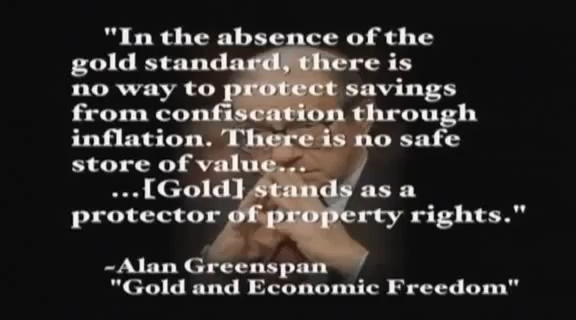 "In the absence of the
gold standard, there is
no way to protect savings
from confiscation through
inflation. There is no safe
store of value...
...[Gold] stands as a
protector of property rights."
~Alan Greenspan
"Gold and Economic Freedom"